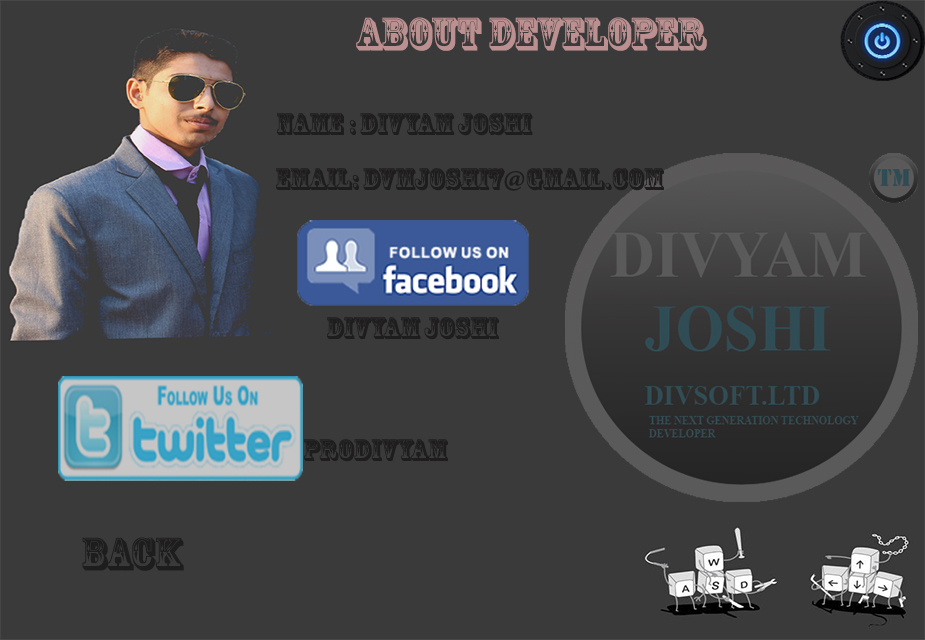 ABOUT DEVELOPER
NAME : DIVYAM JOSHI
EMAIL: DVMJOSHI7@GMAIL.COM
TM
FOLLOW US ON
facebook
DIVYAM JOSHI
DIVYAM
JOSHI
DIVSOFT.LTD
THE NEXT GENERATION TECHNOLOGY
DEVELOPER
Follow Us On
twitter
PRODIVYAM
BACK
W
A S D